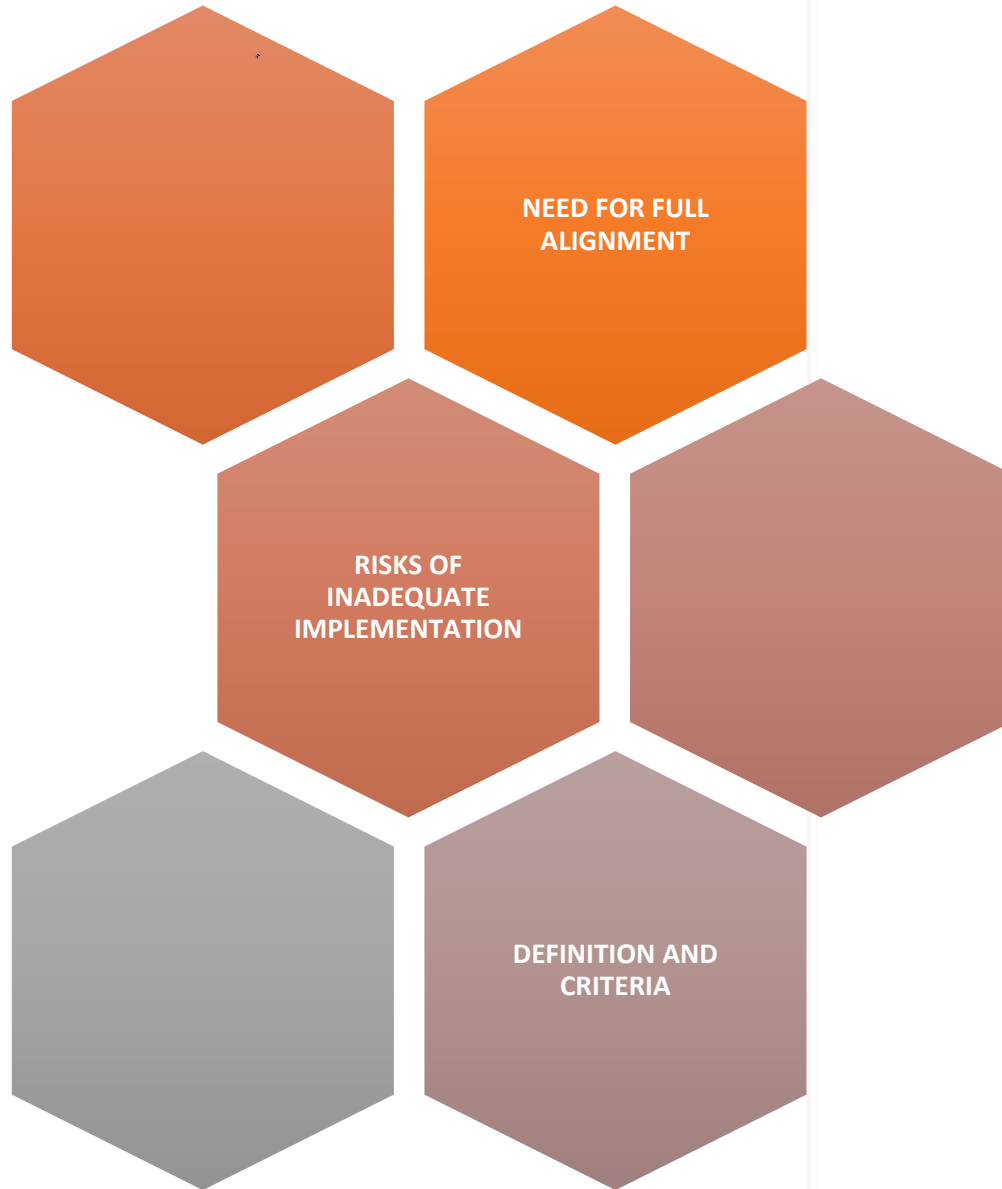 NEED FOR FULL
ALIGNMENT
RISKS OF
INADEQUATE
IMPLEMENTATION
DEFINITION AND
CRITERIA